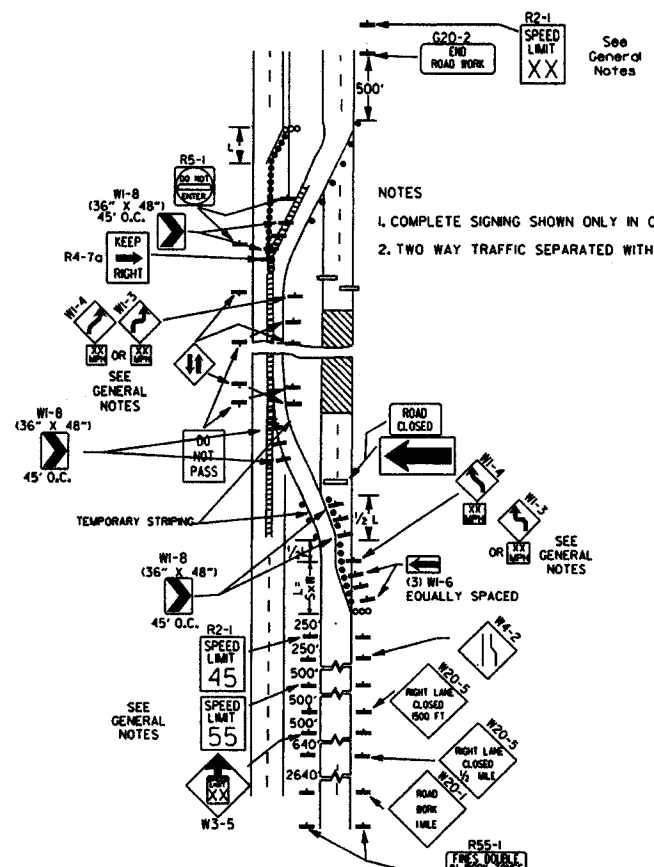 R2-1
SPEED
LIMIT
XX
See
General
Notes
G20-2
END
ROAD WORK
500'
L
R5-1
DO NOT
ENTER
W1-8
(36" X 48")
45' O.C.
R4-7a
KEEP
RIGHT
NOTES
1. COMPLETE SIGNING SHOWN ONLY IN
2. TWO WAY TRAFFIC SEPARATED WITH
W1-4
W1-3
XX
MPH
OR
XX
MPH
SEE
GENERAL
NOTES
W1-8
(36" X 48")
45' O.C.
DO
NOT
PASS
ROAD
CLOSED
W1-4
XX
MPH
W1-3
OR
XX
MPH
SEE
GENERAL
NOTES
TEMPORARY STRIPING
1/2 L
1/2 L
L=
SxW
W1-8
(36" X 48")
45' O.C.
(3) W1-6
EQUALLY SPACED
R2-1
SPEED
LIMIT
45
250'
250'
500'
500'
500'
640'
2640'
W4-2
SEE
GENERAL
NOTES
SPEED
LIMIT
55
W20-5
RIGHT LANE
CLOSED
1500 FT
W20-5
RIGHT LANE
CLOSED
1/2 MILE
XX
W3-5
W20-1
ROAD
WORK
1 MILE
R55-1
FINES DOUBLE